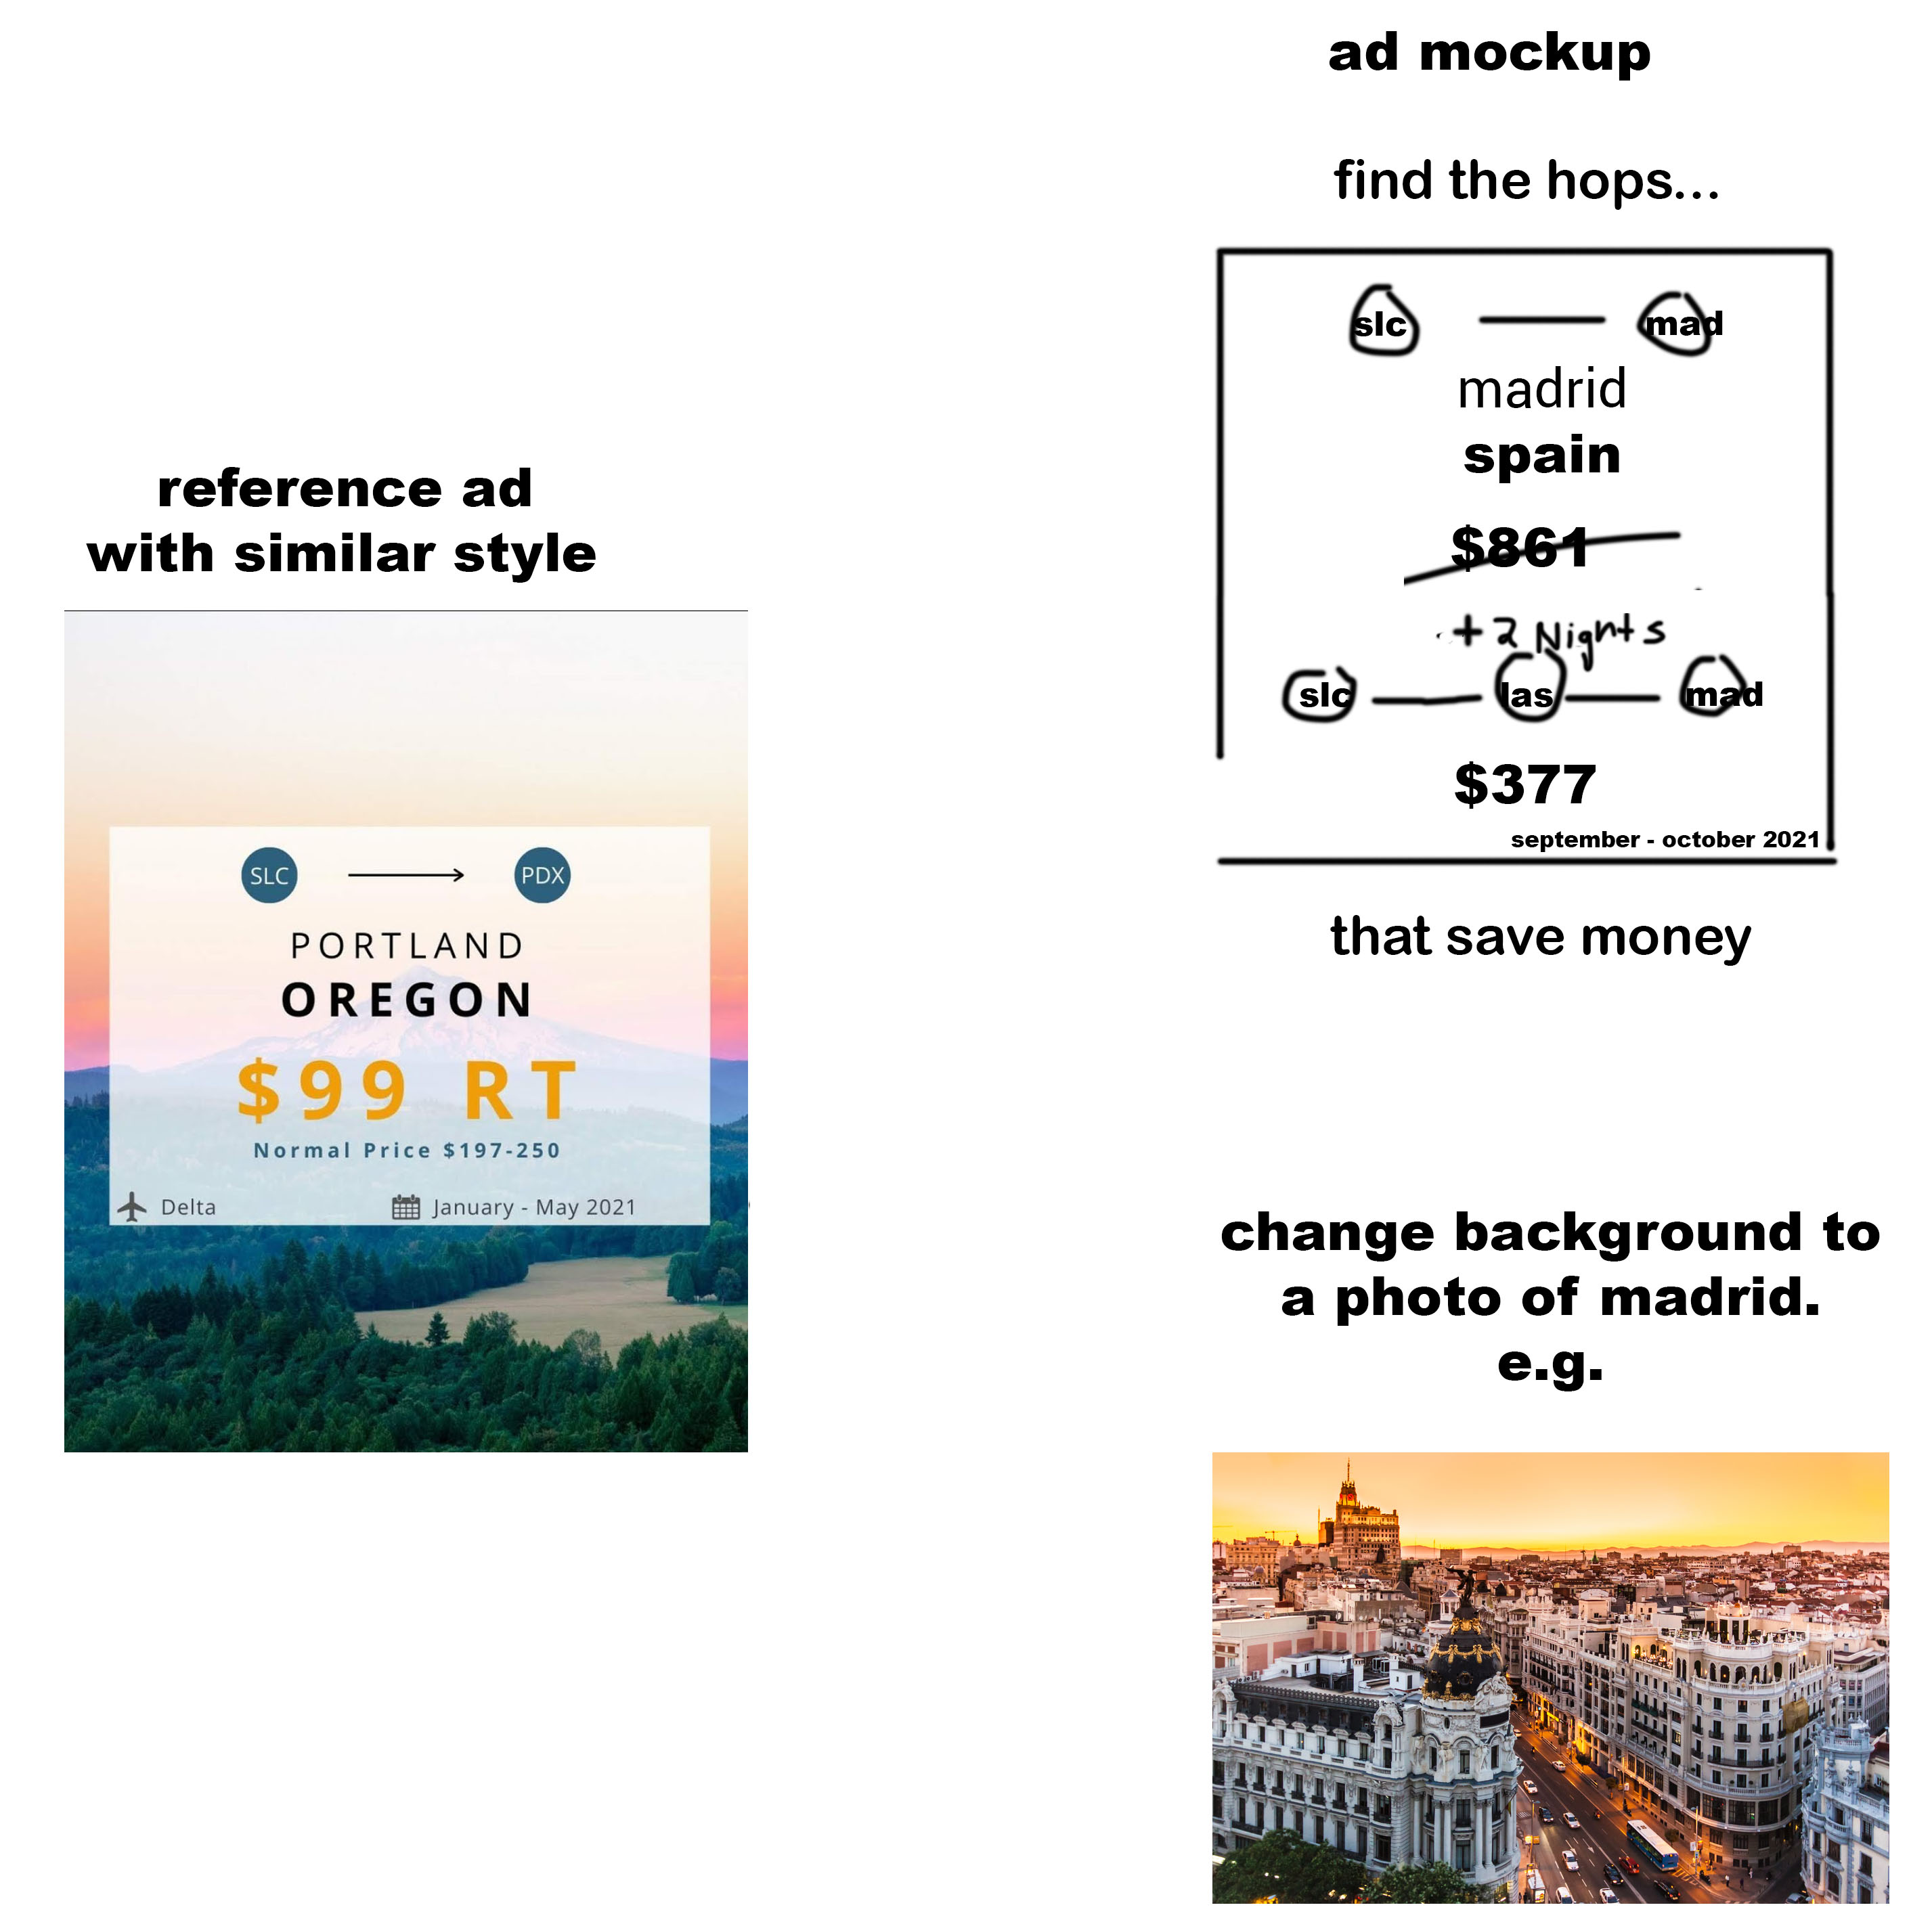 ad mockup
find the hops...
slc mad
madrid
spain
$861
+ 2 Nights
slc las mad
$377
september - october 2021
that save money
reference ad
with similar style
SLC PDX
PORTLAND
OREGON
$99 RT
Normal Price $197-250
Delta January - May 2021
change background to
a photo of madrid.
e.g.